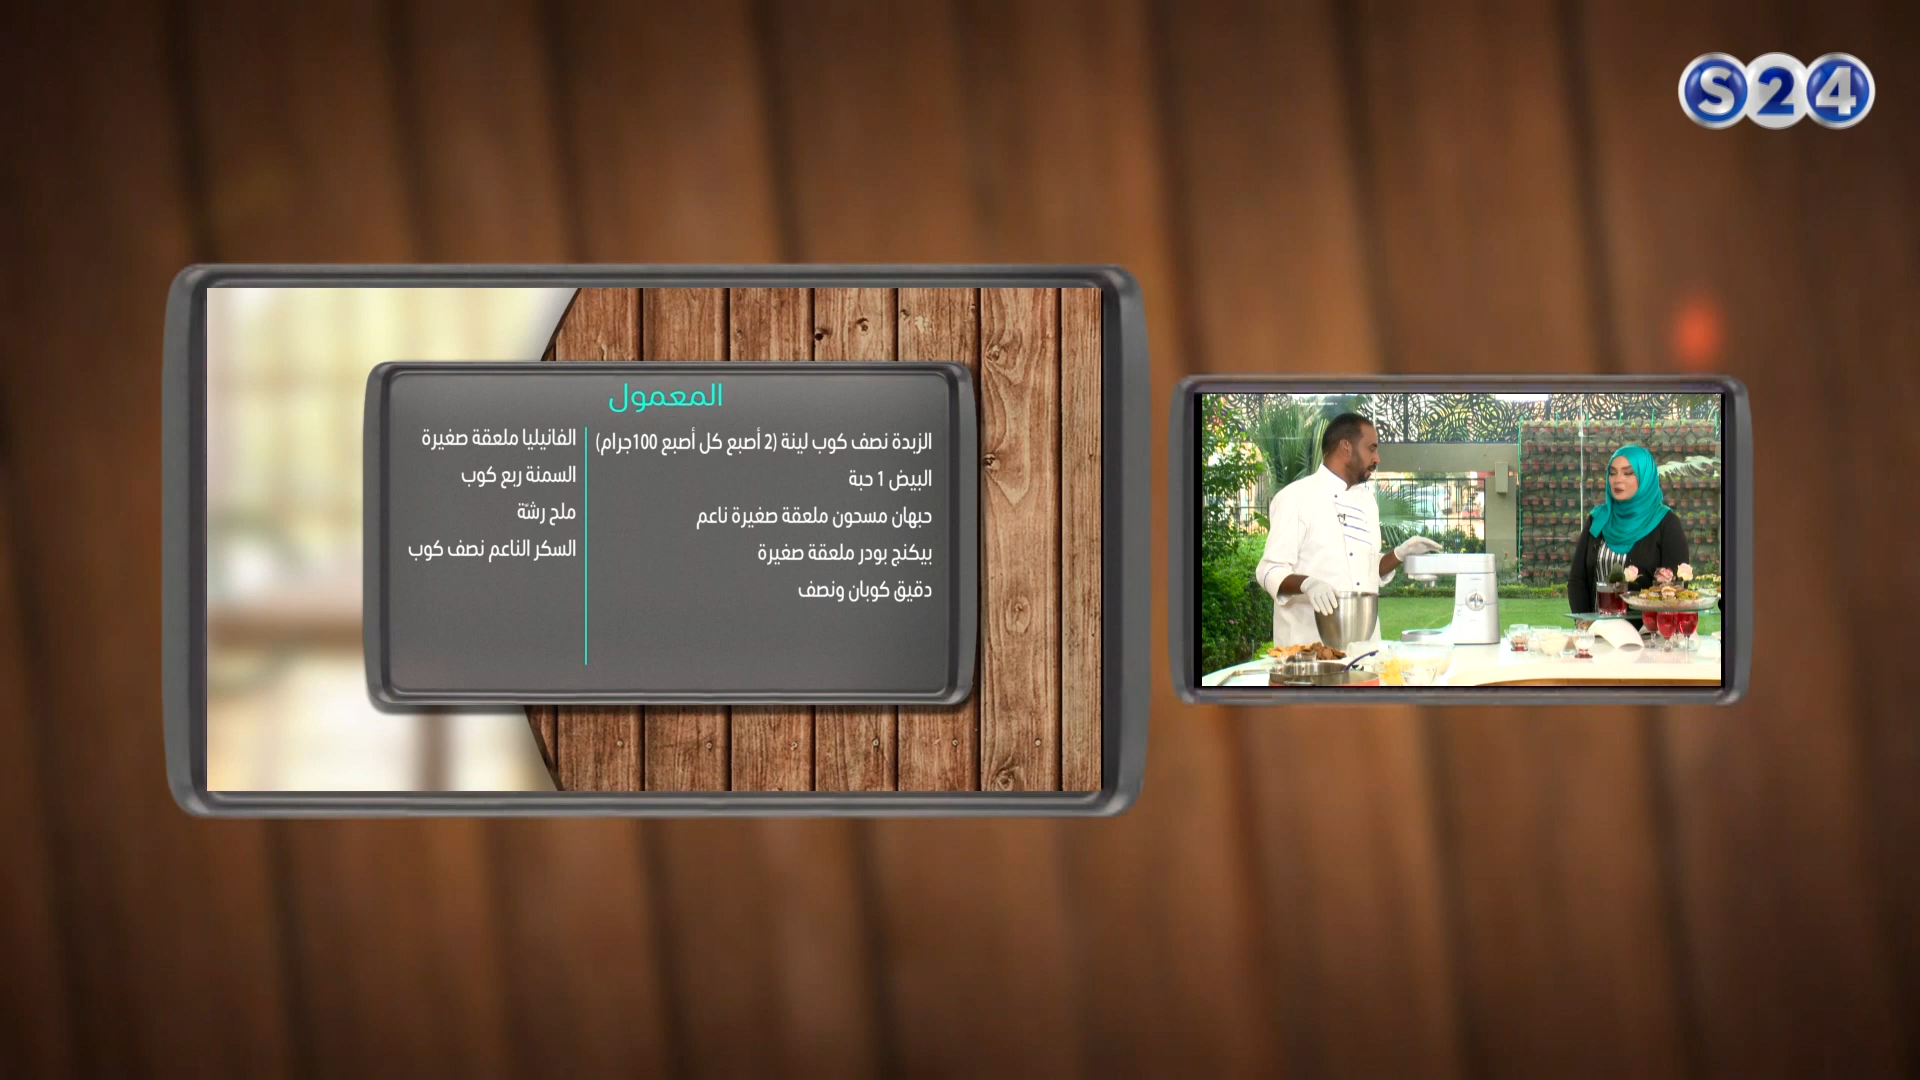 S24
المعمول
الزبدة نصف كوب لينة (2 أصبع كل أصبع 100جرام)
البيض 1 حبة
حبهان مسحون ملعقة صغيرة ناعم
بيكنج بودر ملعقة صغيرة
دقيق كوبان ونصف
الفانيليا ملعقة صغيرة
السمنة ربع كوب
ملح رشّة
السكر الناعم نصف كوب